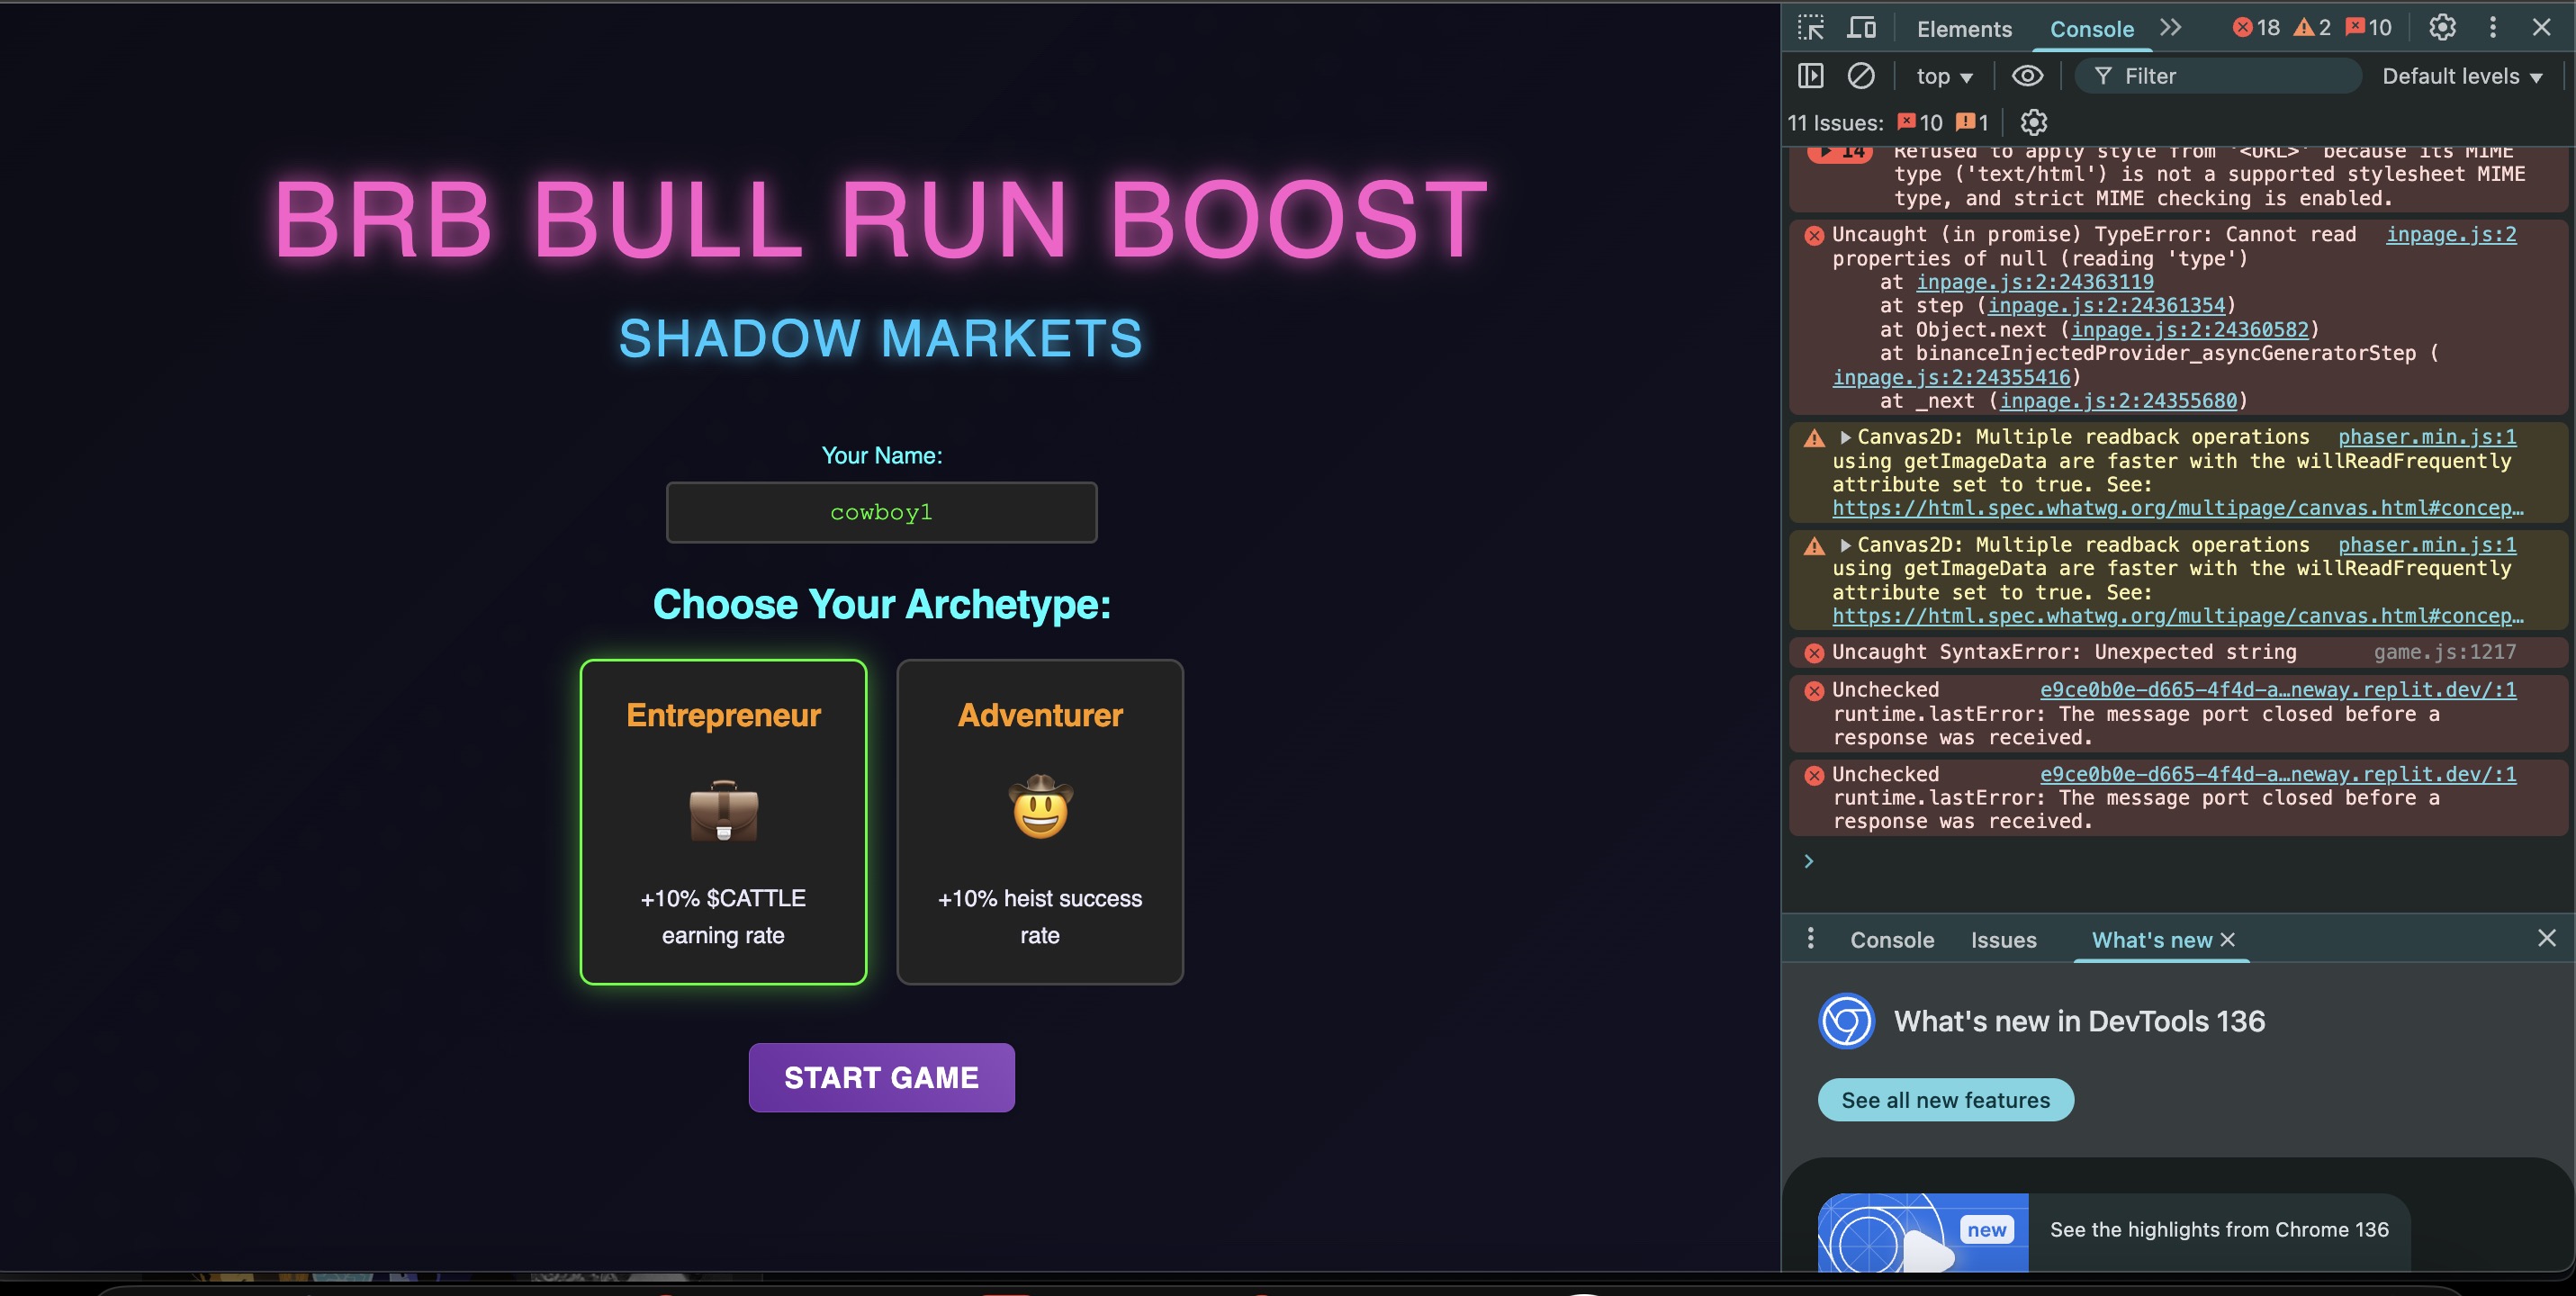 BRB BULL RUN BOOST
SHADOW MARKETS
Your Name:
cowboy1
Choose Your Archetype:
Entrepreneur
+10% $CATTLE
earning rate
Adventurer
+10% heist success
rate
START GAME
Elements
Console
18
2
10
top
Filter
Default levels
11 Issues:
10
1
14
Refused to apply style from '<URL>' because its MIME
type ('text/html') is not a supported stylesheet MIME
type, and strict MIME checking is enabled.
Uncaught (in promise) TypeError: Cannot read inpage.js:2
properties of null (reading 'type')
at inpage.js:2:24363119
at step (inpage.js:2:24361354)
at Object.next (inpage.js:2:24360582)
at binanceInjectedProvider_asyncGeneratorStep (
inpage.js:2:24355416)
at _next (inpage.js:2:24355680)
Canvas2D: Multiple readback operations phaser.min.js:1
using getImageData are faster with the willReadFrequently
attribute set to true. See:
https://html.spec.whatwg.org/multipage/canvas.html#concep…
Canvas2D: Multiple readback operations phaser.min.js:1
using getImageData are faster with the willReadFrequently
attribute set to true. See:
https://html.spec.whatwg.org/multipage/canvas.html#concep…
Uncaught SyntaxError: Unexpected string game.js:1217
Unchecked e9ce0b0e-d665-4f4d-a…neway.replit.dev/:1
runtime.lastError: The message port closed before a
response was received.
Unchecked e9ce0b0e-d665-4f4d-a…neway.replit.dev/:1
runtime.lastError: The message port closed before a
response was received.
Console
Issues
What's new
What's new in DevTools 136
See all new features
new
See the highlights from Chrome 136